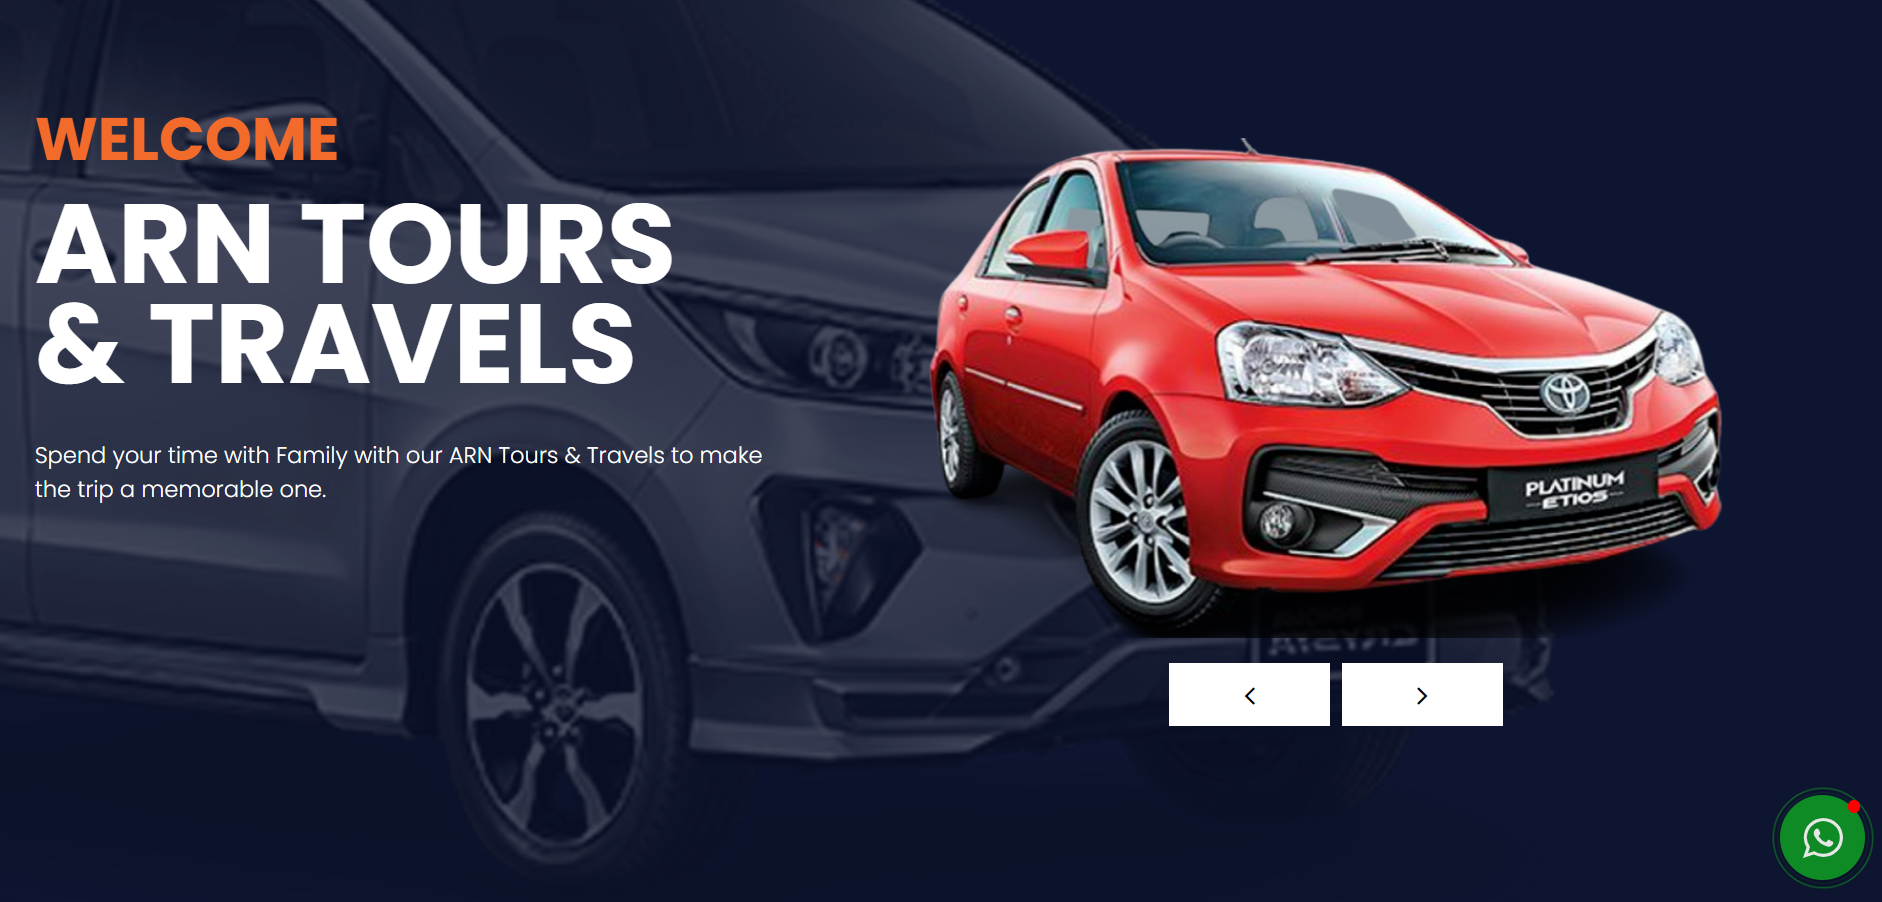 WELCOME
ARN TOURS
& TRAVELS
Spend your time with Family with our ARN Tours & Travels to make
the trip a memorable one.
PLATINUM
ETIOS
CRYSTA